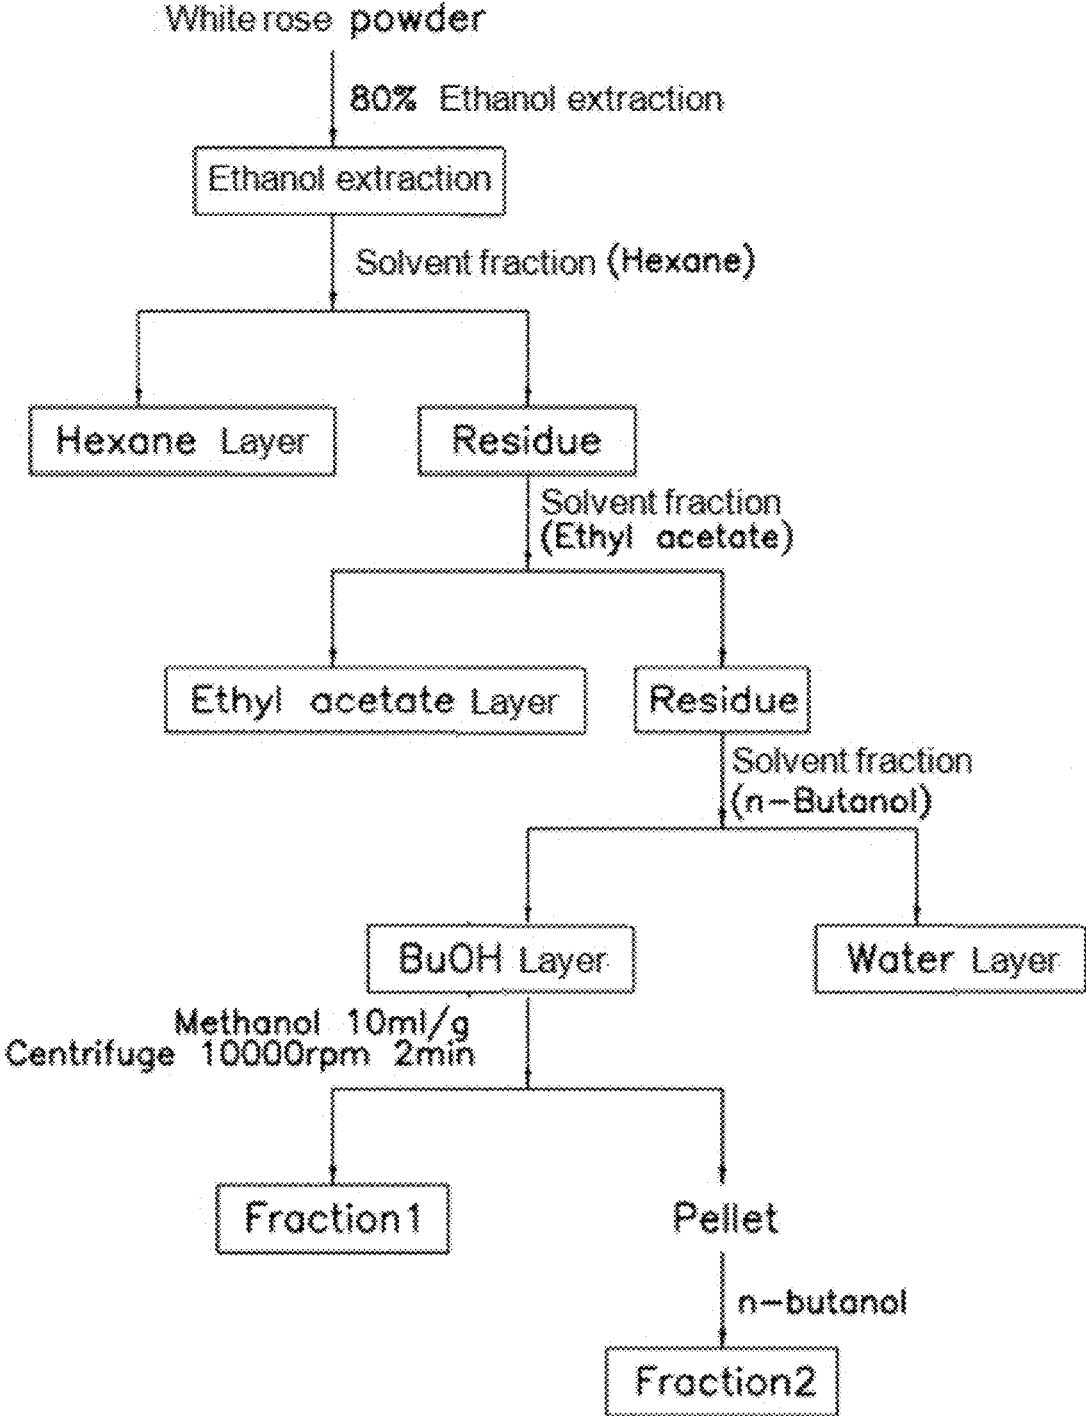 White rose powder
80% Ethanol extraction
Ethanol extraction
Solvent fraction (Hexane)
Hexane Layer
Residue
Solvent fraction
(Ethyl acetate)
Ethyl acetate Layer
Residue
Solvent fraction
(n-Butanol)
BuOH Layer
Water Layer
Methanol 10ml/g
Centrifuge 10000rpm 2min
Fraction1
Pellet
n-butanol
Fraction2